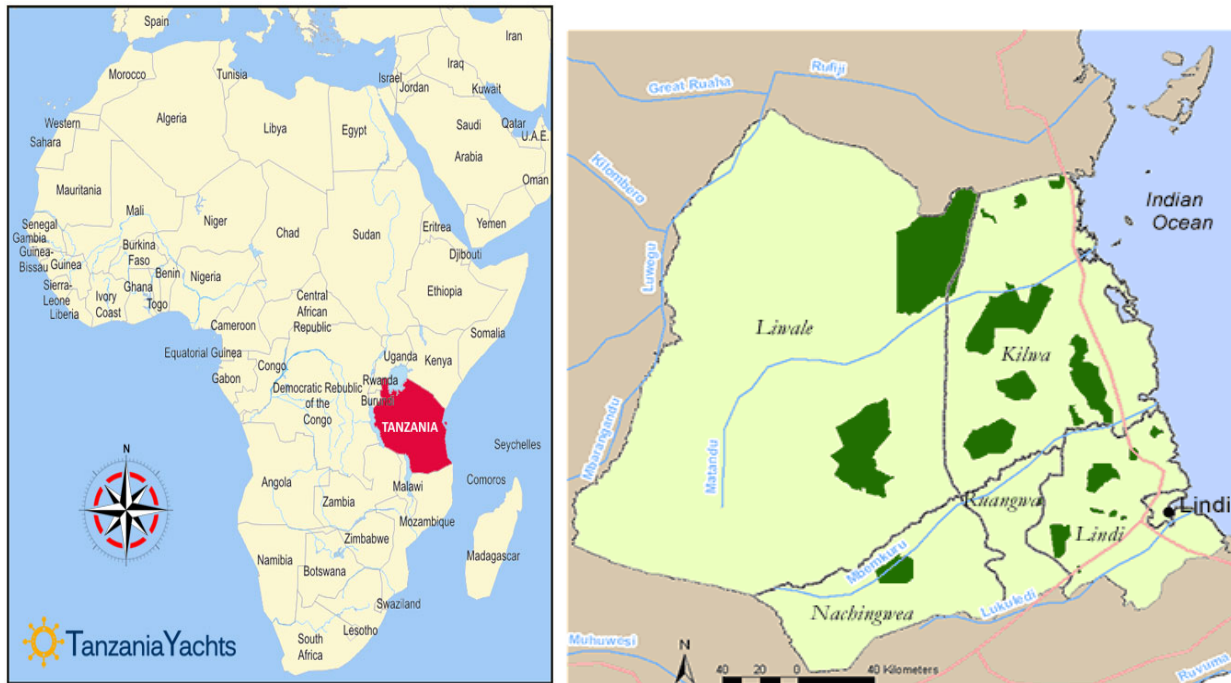 Spain
Iran
Morocco
Tunisia
Israel
Iraq
Jordan
Kuwait
Western
Sahara
Algeria
Libya
Egypt
Saudi
Arabia
Qatar
U.A.E.
Oman
Mauritania
Mali
Niger
Chad
Sudan
Eritrea
Yemen
Senegal
Gambia
Guinea-
Bissau
Guinea
Burkina
Faso
Benin
Nigeria
Djibouti
Sierra-
Leone
Liberia
Ivory
Coast
Ghana
Togo
Central
African
Republic
Ethiopia
Cameroon
Somalia
Equatorial Guinea
Gabon
Congo
Uganda
Kenya
Democratic Republic
of the
Congo
Rwanda
Burundi
TANZANIA
Seychelles
N
Angola
Zambia
Malawi
Comoros
Mozambique
Zimbabwe
Namibia
Botswana
Madagascar
Swaziland
South
Africa
Lesotho
TanzaniaYachts
Great Ruaha
Rufiji
Kilombero
Luwegu
Indian
Ocean
Liwale
Kilwa
Mbarangandu
Matandu
Ruangwa
Lindi
Lindi
Mbemkuru
Nachingwea
Lukuledi
Muhuwesi
Ruvuma
N
40 20 0 40 Kilometers